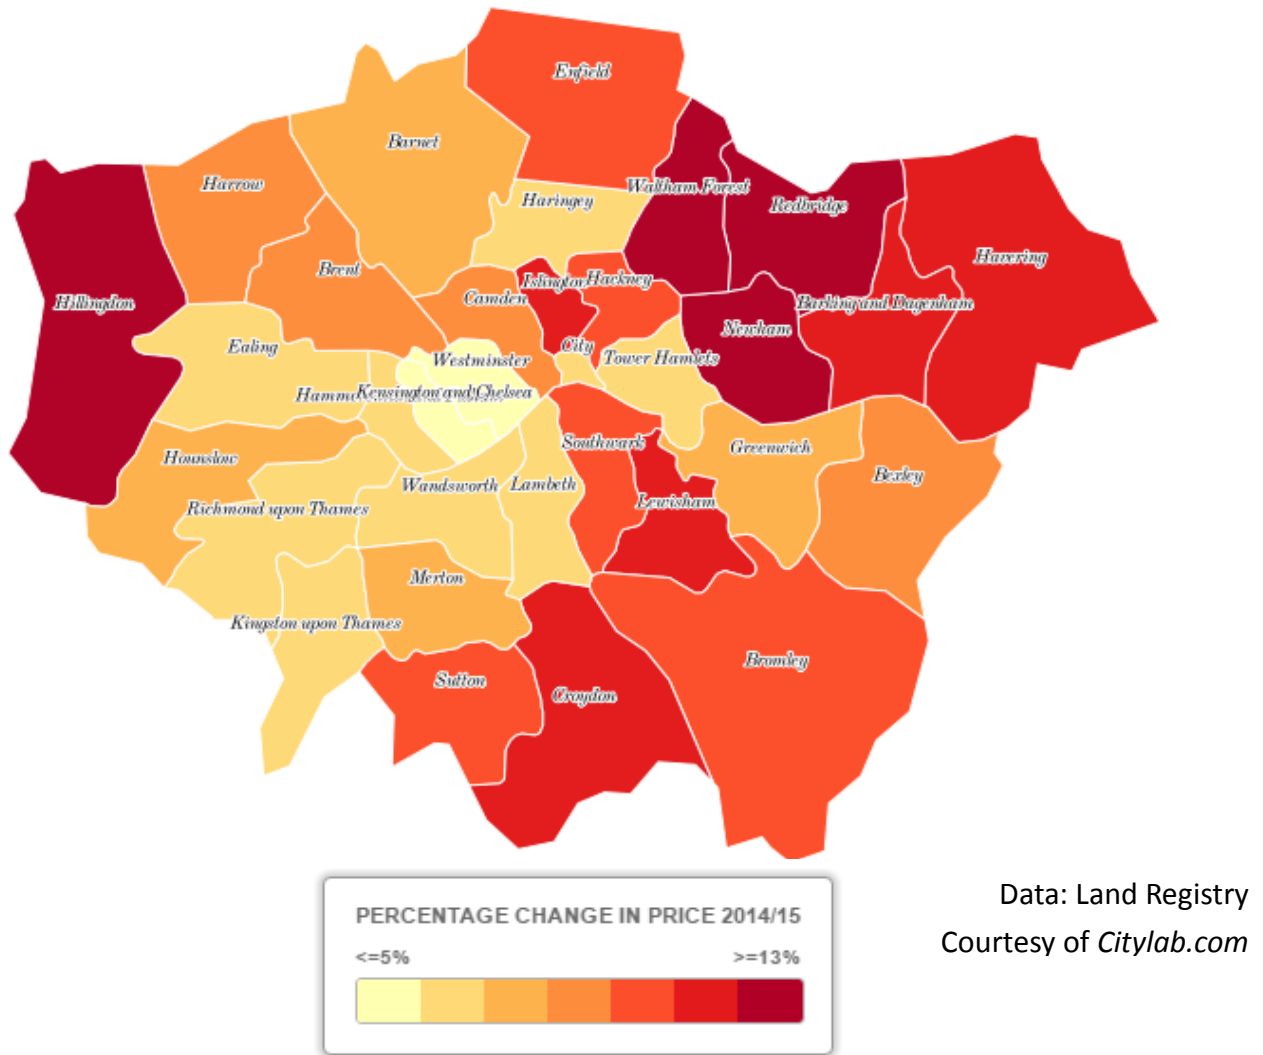 Enfield
Barnet
Harrow
Waltham Forest
Haringey
Redbridge
Havering
Brent
Islington
Hackney
Camden
Hillingdon
Barking and Dagenham
Newham
Ealing
City
Westminster
Tower Hamlets
Kensington and Chelsea
Southwark
Greenwich
Hounslow
Bexley
Wandsworth
Lambeth
Lewisham
Richmond upon Thames
Merton
Kingston upon Thames
Bromley
Sutton
Croydon
PERCENTAGE CHANGE IN PRICE 2014/15
<=5% >=13%
Data: Land Registry
Courtesy of Citylab.com